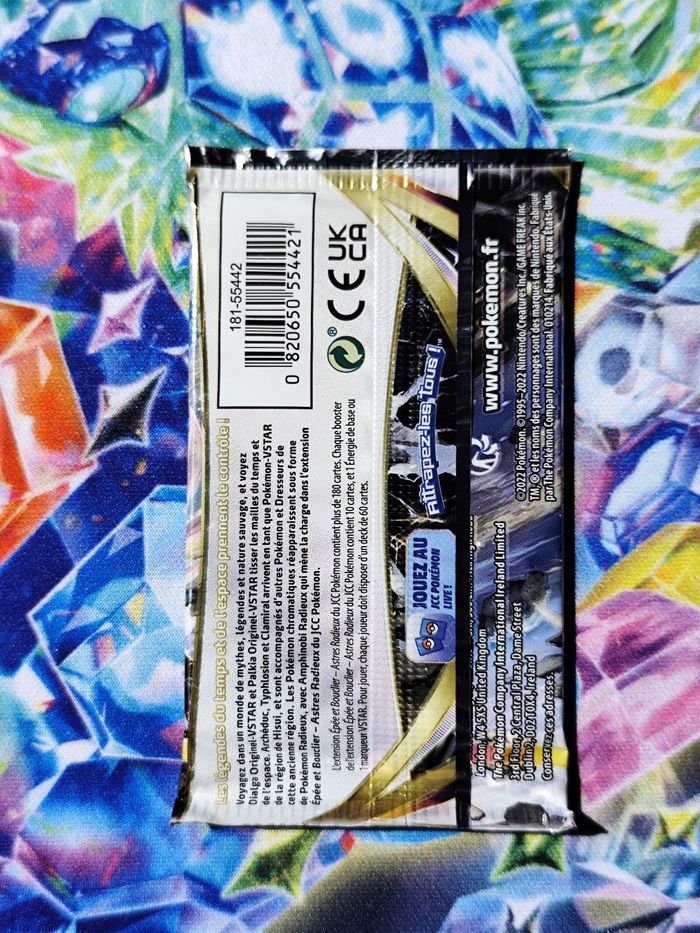 Les légendes du temps et de l'espace prennent le contrôle !
Voyagez dans un monde de mythes, légendes et nature sauvage, et voyez
Dialga Originel-VSTAR et Palkia Originel-VSTAR tisser les mailles du temps et
de l'espace. Archéduc, Typhlosion et Clamiral arrivent en tant que Pokémon-VSTAR
de la région de Hisui, et sont accompagnés d'autres Pokémon et Dresseurs de
cette ancienne région. Les Pokémon chromatiques réapparaissent sous forme
de Pokémon Radieux, avec Amphinobi Radieux qui mène la charge dans l'extension
Épée et Bouclier – Astres Radieux du JCC Pokémon.
L'extension Épée et Bouclier – Astres Radieux du JCC Pokémon contient plus de 180 cartes. Chaque booster
de l'extension Épée et Bouclier – Astres Radieux du JCC Pokémon contient 10 cartes, et 1 Énergie de base ou
1 marqueur VSTAR. Pour jouer, chaque joueur doit disposer d'un deck de 60 cartes.
181-55442
0 820650 554421
® CE UK
CA
JOUEZ AU
JCC POKÉMON
LIVE !
Attrapez-les Tous !
www.pokemon.fr
London, W4 5XS United Kingdom
The Pokémon Company International Ireland Limited
3rd Floor, 2 Central Plaza, Dame Street
Dublin 2, D02 T0X4, Ireland
Conservez ces adresses.
©2022 Pokémon. ©1995–2022 Nintendo/Creatures Inc./GAME FREAK inc.
TM, ® et les noms des personnages sont des marques de Nintendo. Fabriqué
par The Pokémon Company International. 010214. Fabriqué aux États-Unis.